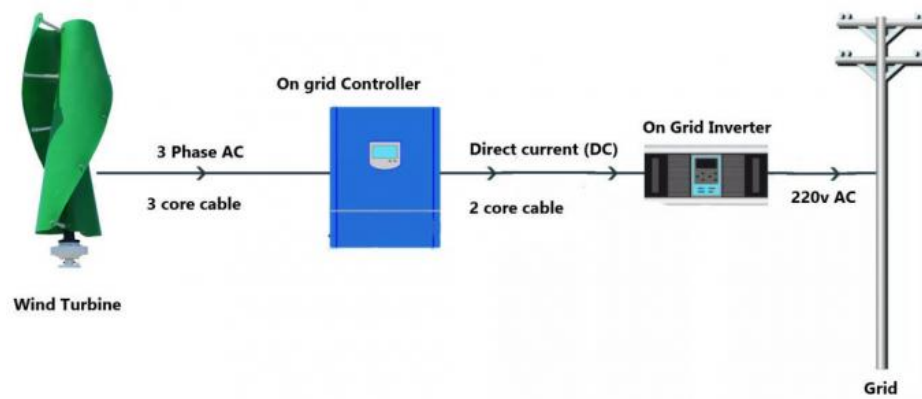 On grid Controller
On Grid Inverter
3 Phase AC
Direct current (DC)
3 core cable
2 core cable
220v AC
Wind Turbine
Grid